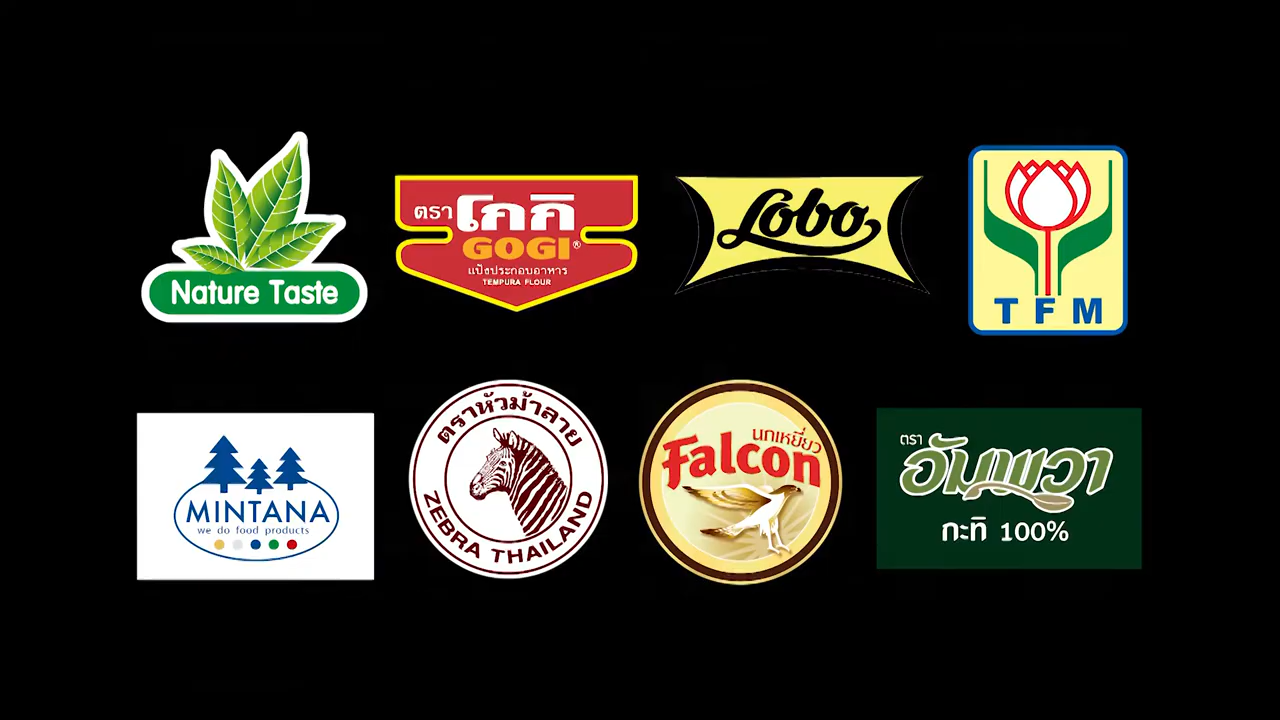 Nature Taste
ตรา โกกิ
GOGI®
แป้งประกอบอาหาร
TEMPURA FLOUR
Lobo
TFM
MINTANA
we do food products
ตราหัวม้าลาย
ZEBRA THAILAND
นกเหยี่ยว
Falcon
ตรา
อัมพวา
กะทิ 100%